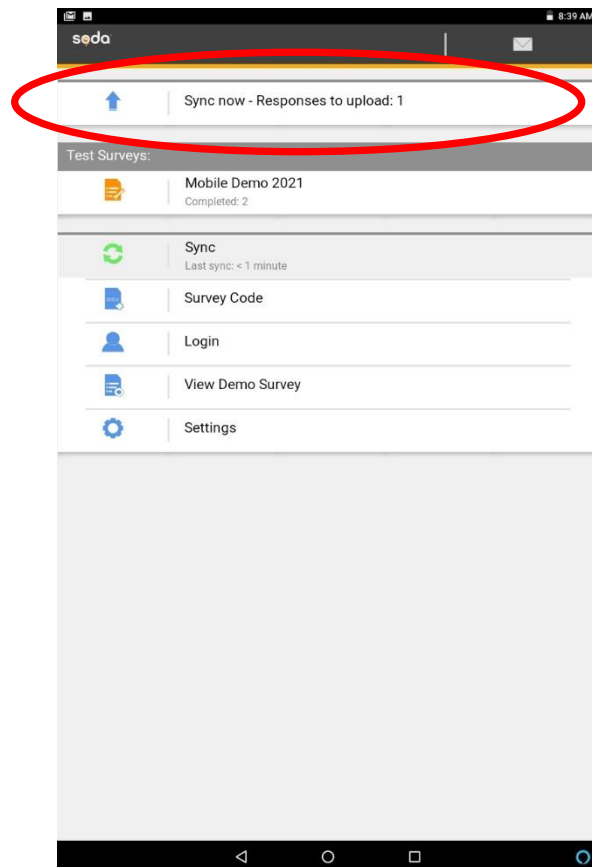 8:39 AM
soda
Sync now - Responses to upload: 1
Test Surveys:
Mobile Demo 2021
Completed: 2
Sync
Last sync: < 1 minute
Survey Code
Login
View Demo Survey
Settings